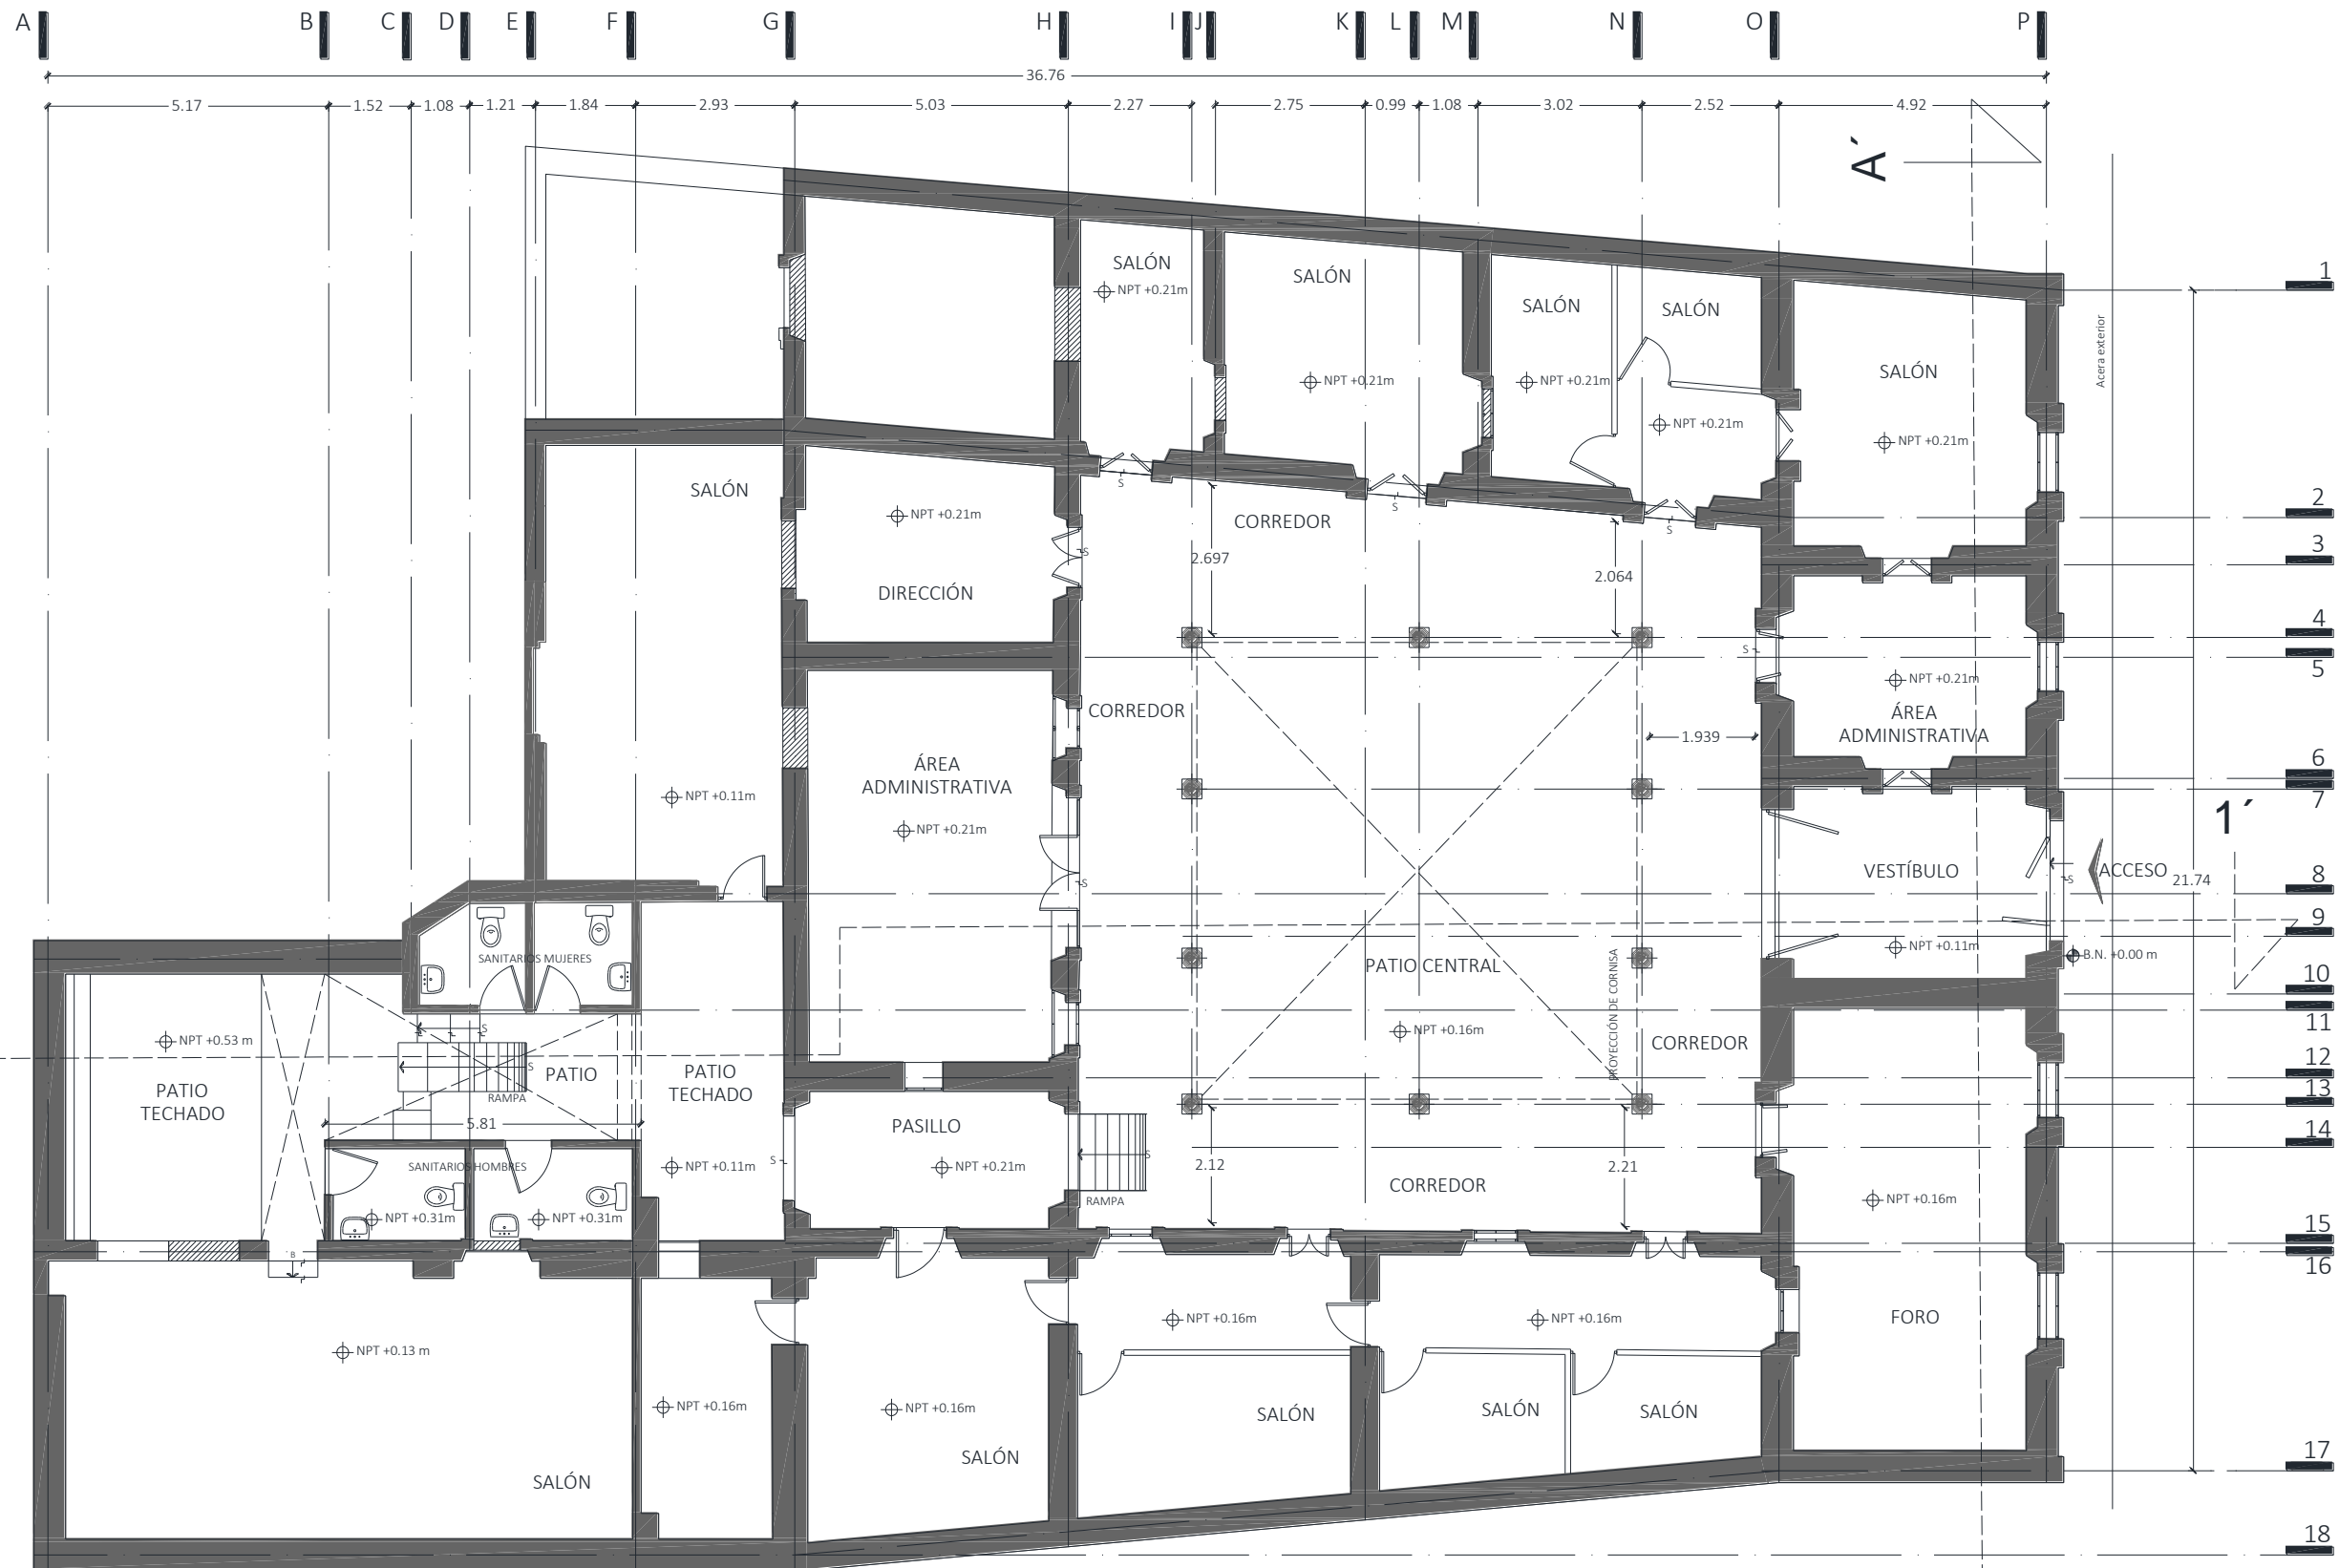 A B C D E F G H I J K L M N O P
36.76
5.17 1.52 1.08 1.21 1.84 2.93 5.03 2.27 2.75 0.99 1.08 3.02 2.52 4.92
A´
1
SALÓN
NPT +0.21m
SALÓN
NPT +0.21m
SALÓN
NPT +0.21m
SALÓN
NPT +0.21m
SALÓN
NPT +0.21m
Acera exterior
S
S
S
2
3
SALÓN
NPT +0.11m
NPT +0.21m
DIRECCIÓN
S
CORREDOR
2.697
2.064
4
5
S
NPT +0.21m
ÁREA
ADMINISTRATIVA
CORREDOR
1.939
ÁREA
ADMINISTRATIVA
NPT +0.21m
S
6
7
1´
VESTÍBULO
NPT +0.11m
ACCESO
S
21.74
8
9
B.N. +0.00 m
10
11
SANITARIOS MUJERES
PATIO CENTRAL
NPT +0.16m
PROYECCIÓN DE CORNISA
CORREDOR
NPT +0.53 m
PATIO
TECHADO
S
S
RAMPA
PATIO
5.81
PATIO
TECHADO
NPT +0.11m
S
PASILLO
NPT +0.21m
S
RAMPA
12
13
14
2.12
2.21
CORREDOR
SANITARIOS HOMBRES
NPT +0.31m
NPT +0.31m
NPT +0.16m
15
16
B
NPT +0.13 m
SALÓN
NPT +0.16m
NPT +0.16m
SALÓN
NPT +0.16m
SALÓN
NPT +0.16m
SALÓN
SALÓN
FORO
17
18